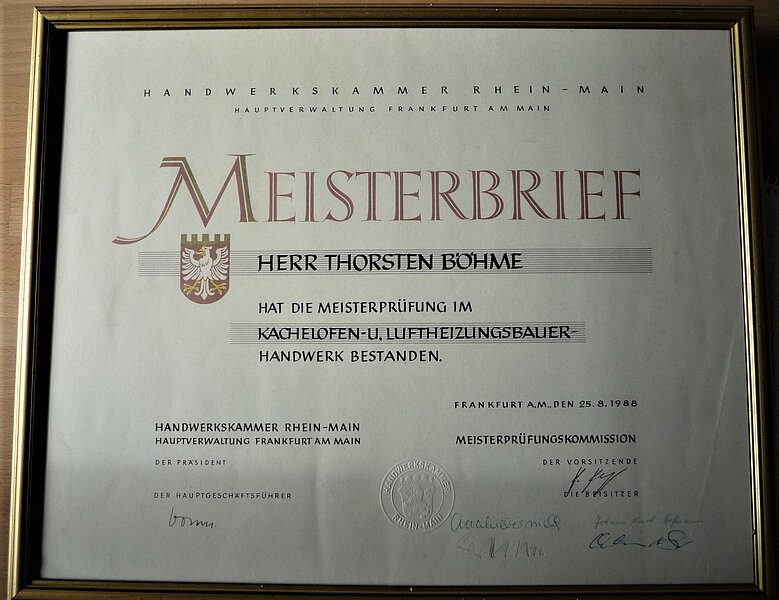 HANDWERKSKAMMER RHEIN-MAIN
HAUPTVERWALTUNG FRANKFURT AM MAIN
MEISTERBRIEF
HERR THORSTEN BÖHME
HAT DIE MEISTERPRÜFUNG IM
KACHELOFEN-U. LUFTHEIZUNGSBAUER-
HANDWERK BESTANDEN.
FRANKFURT A.M., DEN 25.8.1988
HANDWERKSKAMMER RHEIN-MAIN
HAUPTVERWALTUNG FRANKFURT AM MAIN
MEISTERPRÜFUNGSKOMMISSION
DER PRÄSIDENT
DER VORSITZENDE
DER HAUPTGESCHÄFTSFÜHRER
DIE BEISITZER
HANDWERKSKAMMER
RHEIN-MAIN